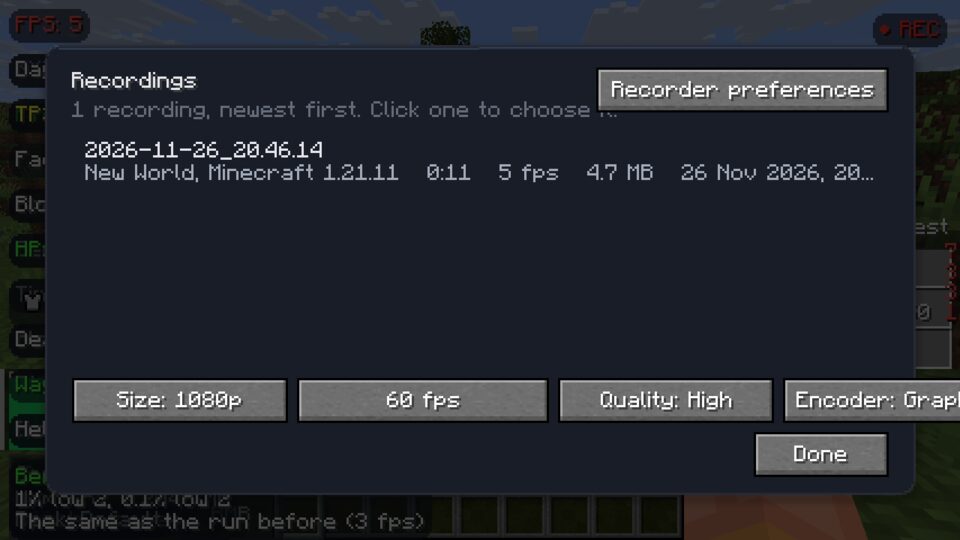 FPS: 5
REC
Recordings
Recorder preferences
1 recording, newest first. Click one to choose
2026-11-26_20.46.14
New World, Minecraft 1.21.11 0:11 5 fps 4.7 MB 26 Nov 2026, 20...
Size: 1080p
60 fps
Quality: High
Encoder: Grap
Done
1% low 2, 0.1% low 2
The same as the run before (3 fps)